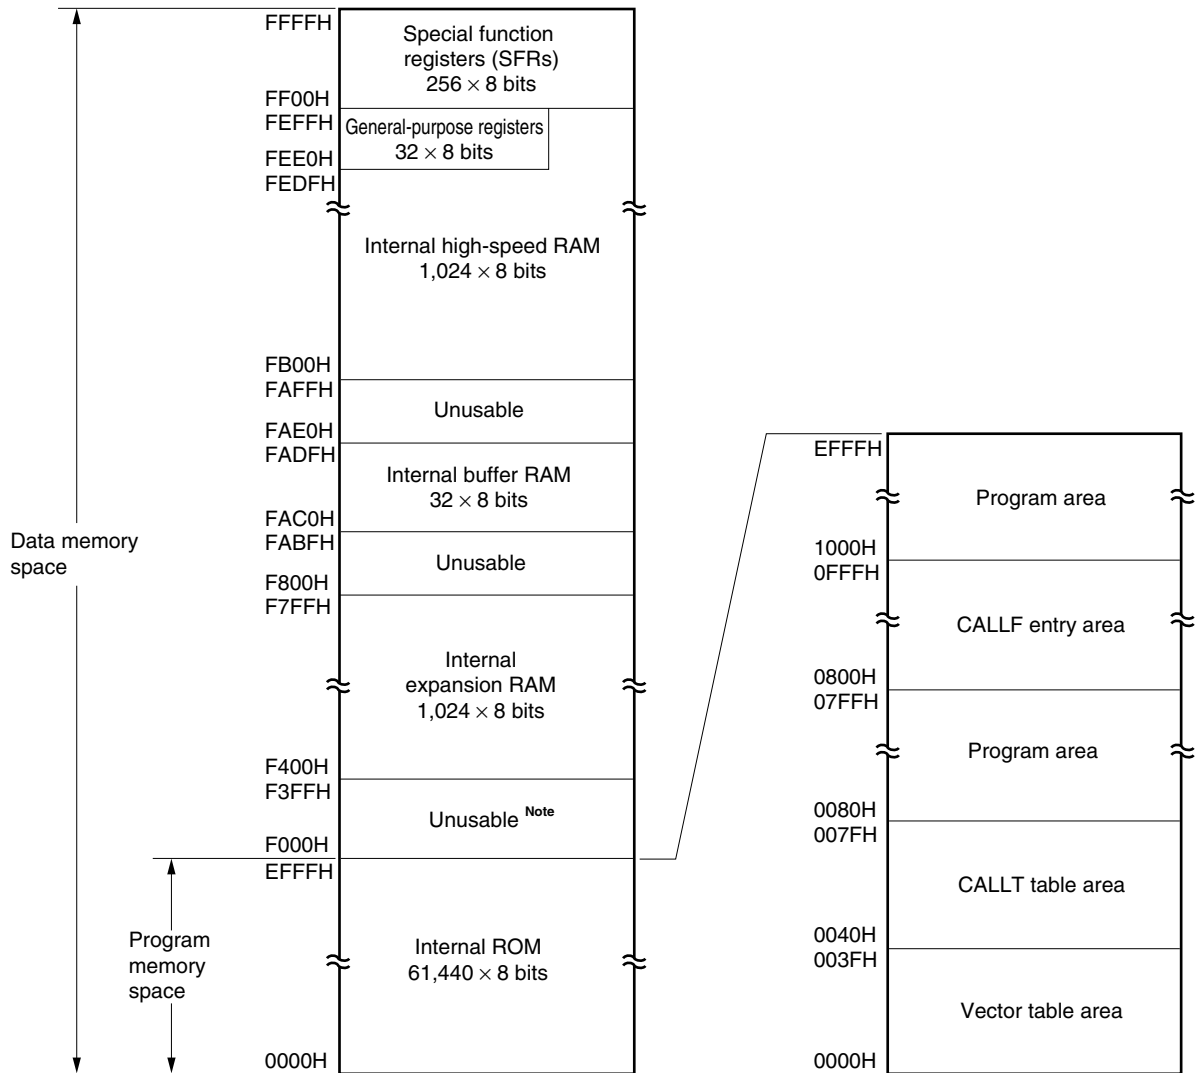 FFFFH
Special function
registers (SFRs)
256 × 8 bits
FF00H
FEFFH
General-purpose registers
32 × 8 bits
FEE0H
FEDFH
Internal high-speed RAM
1,024 × 8 bits
FB00H
FAFFH
Unusable
FAE0H
FADFH
Internal buffer RAM
32 × 8 bits
FAC0H
FABFH
Unusable
F800H
F7FFH
Internal
expansion RAM
1,024 × 8 bits
F400H
F3FFH
Unusable Note
F000H
EFFFH
Internal ROM
61,440 × 8 bits
0000H
Data memory
space
Program
memory
space
EFFFH
Program area
1000H
0FFFH
CALLF entry area
0800H
07FFH
Program area
0080H
007FH
CALLT table area
0040H
003FH
Vector table area
0000H